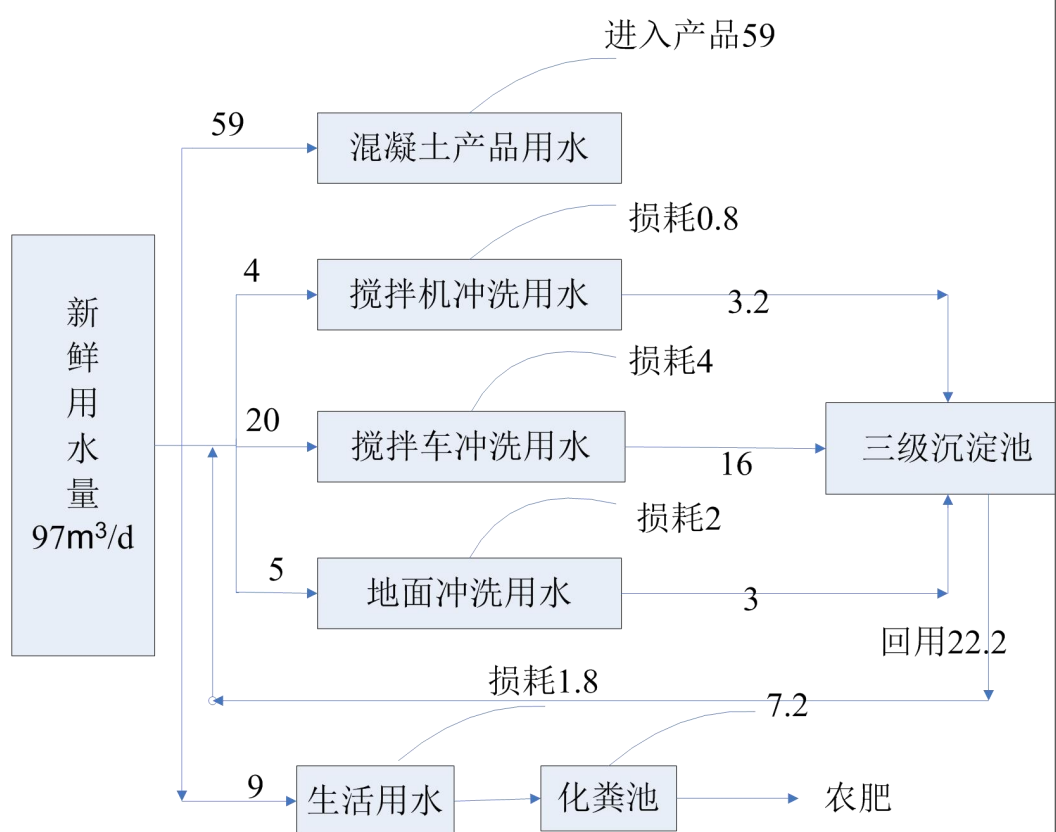 进入产品59
59
混凝土产品用水
损耗0.8
4
搅拌机冲洗用水
3.2
新鲜用水量
97m³/d
损耗4
20
搅拌车冲洗用水
16
三级沉淀池
损耗2
5
地面冲洗用水
3
回用22.2
损耗1.8
7.2
9
生活用水
化粪池
农肥